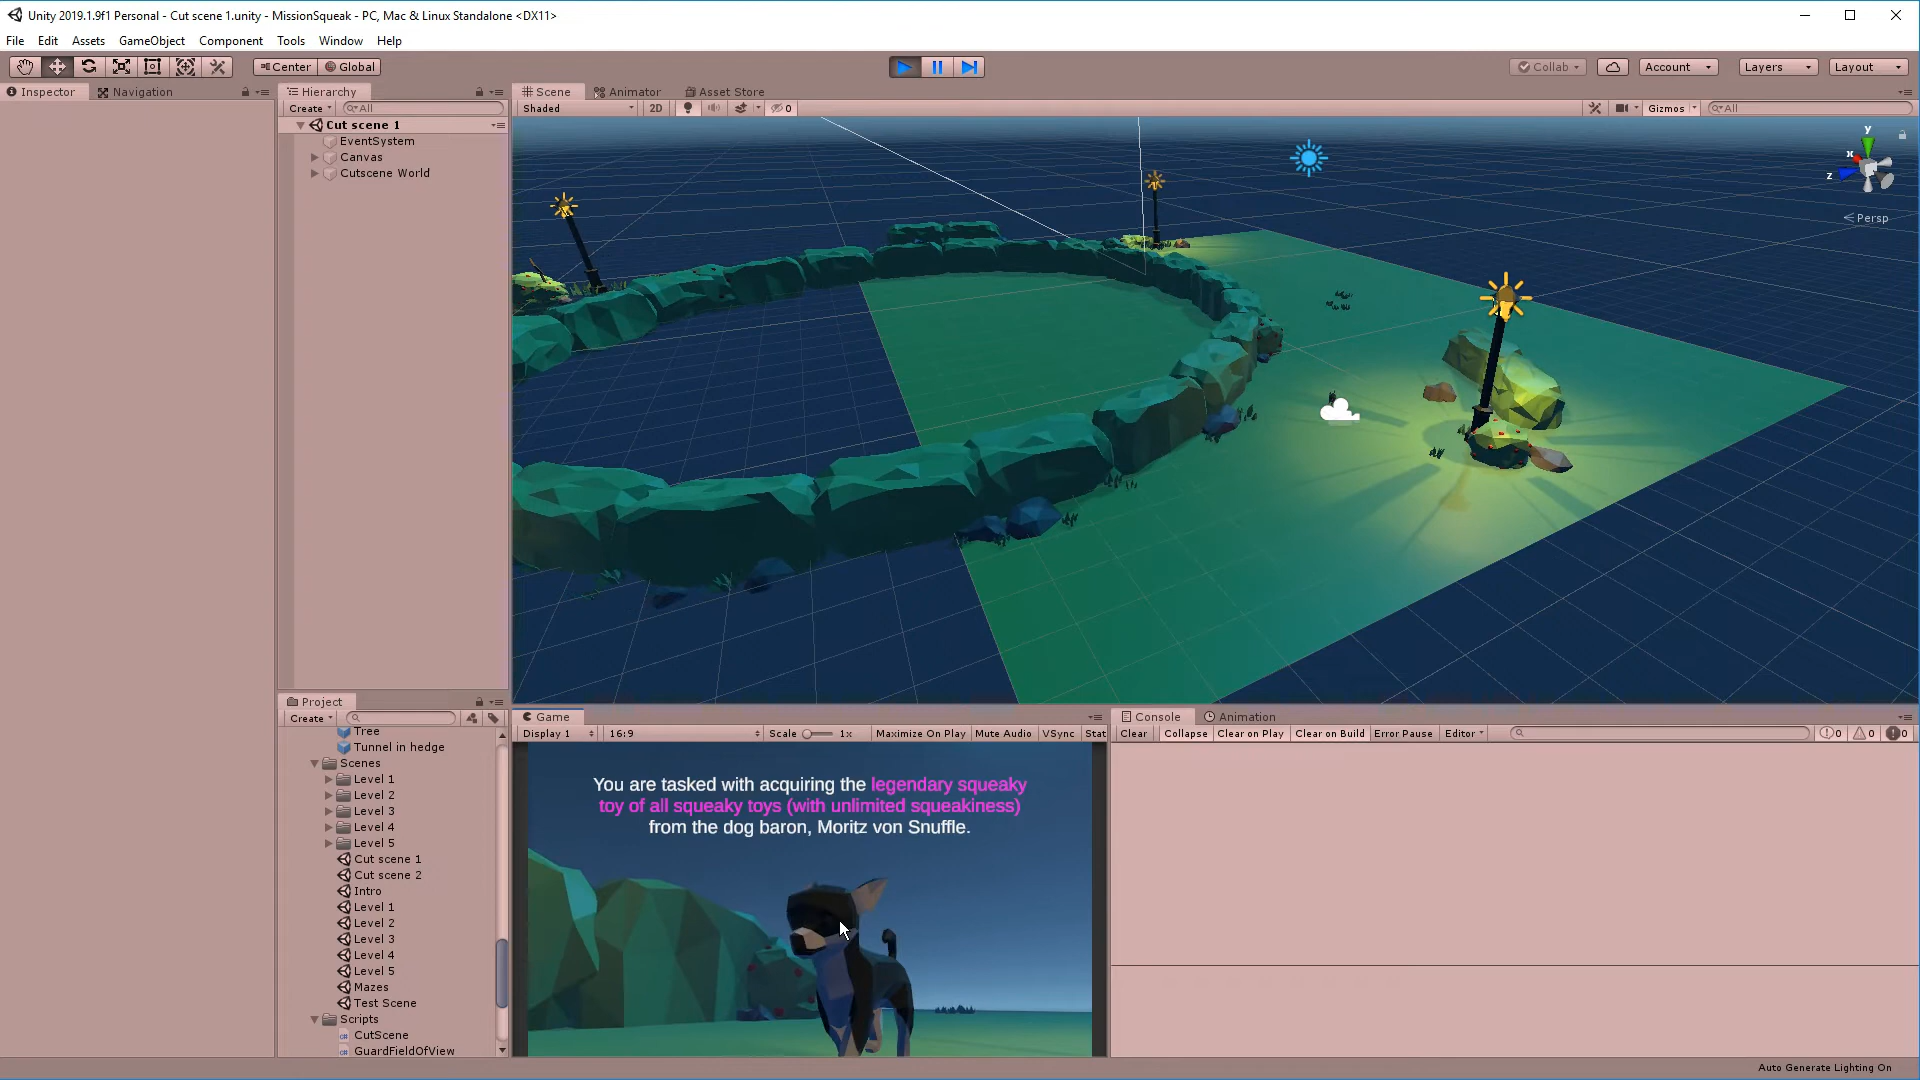 Unity 2019.1.9f1 Personal - Cut scene 1.unity - MissionSqueak - PC, Mac & Linux Standalone <DX11>
File Edit Assets GameObject Component Tools Window Help
Center Global Collab Account Layers Layout
Inspector Navigation
Hierarchy
Create All
Cut scene 1
EventSystem
Canvas
Cutscene World
Scene Animator Asset Store
Shaded 2D 0 Gizmos All
y
x
z
Persp
Project
Create
Tree
Tunnel in hedge
Scenes
Level 1
Level 2
Level 3
Level 4
Level 5
Cut scene 1
Cut scene 2
Intro
Level 1
Level 2
Level 3
Level 4
Level 5
Mazes
Test Scene
Scripts
CutScene
GuardFieldOfView
Game
Display 1 16:9 Scale 1x Maximize On Play Mute Audio VSync Stat
You are tasked with acquiring the legendary squeaky
toy of all squeaky toys (with unlimited squeakiness)
from the dog baron, Moritz von Snuffle.
Console Animation
Clear Collapse Clear on Play Clear on Build Error Pause Editor 0 0 0
Auto Generate Lighting On